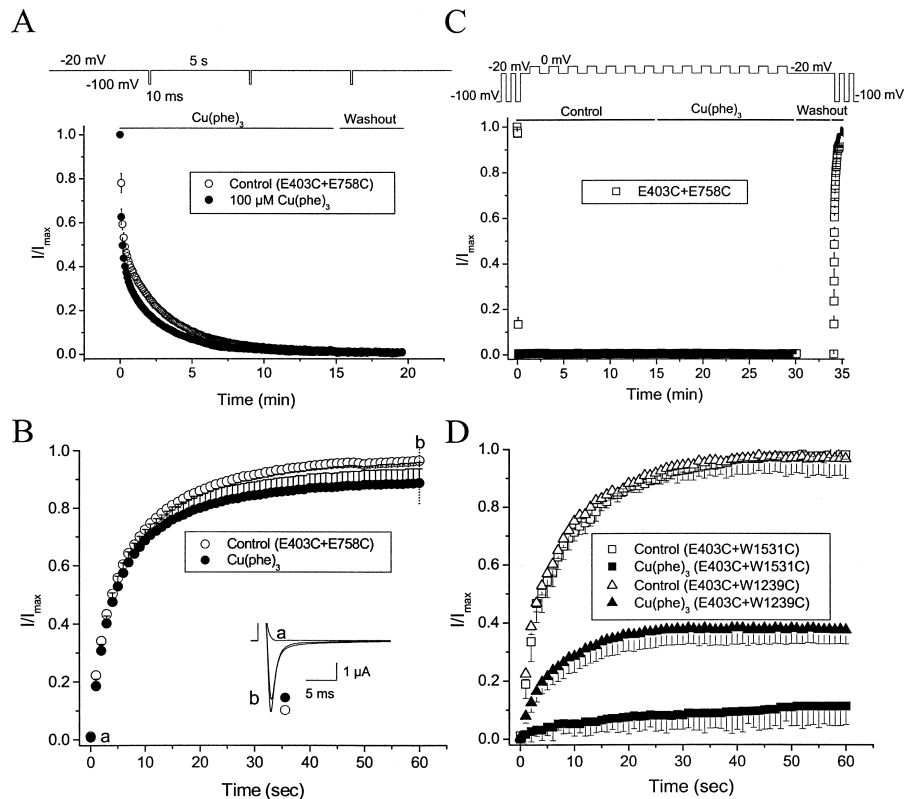 A
-20 mV
5 s
-100 mV
10 ms
Cu(phe)3
Washout
1.0
0.8
0.6
0.4
0.2
0.0
I/Imax
Control (E403C+E758C)
100 µM Cu(phe)3
0
5
10
15
20
Time (min)
C
-20 mV
0 mV
-20 mV
-100 mV
-100 mV
Control
Cu(phe)3
Washout
1.0
0.8
0.6
0.4
0.2
0.0
I/Imax
E403C+E758C
0
5
10
15
20
25
30
35
Time (min)
B
1.0
0.8
0.6
0.4
0.2
0.0
I/Imax
b
Control (E403C+E758C)
Cu(phe)3
a
a
b
1 µA
5 ms
0
10
20
30
40
50
60
Time (sec)
D
1.0
0.8
0.6
0.4
0.2
0.0
I/Imax
Control (E403C+W1531C)
Cu(phe)3 (E403C+W1531C)
Control (E403C+W1239C)
Cu(phe)3 (E403C+W1239C)
0
10
20
30
40
50
60
Time (sec)